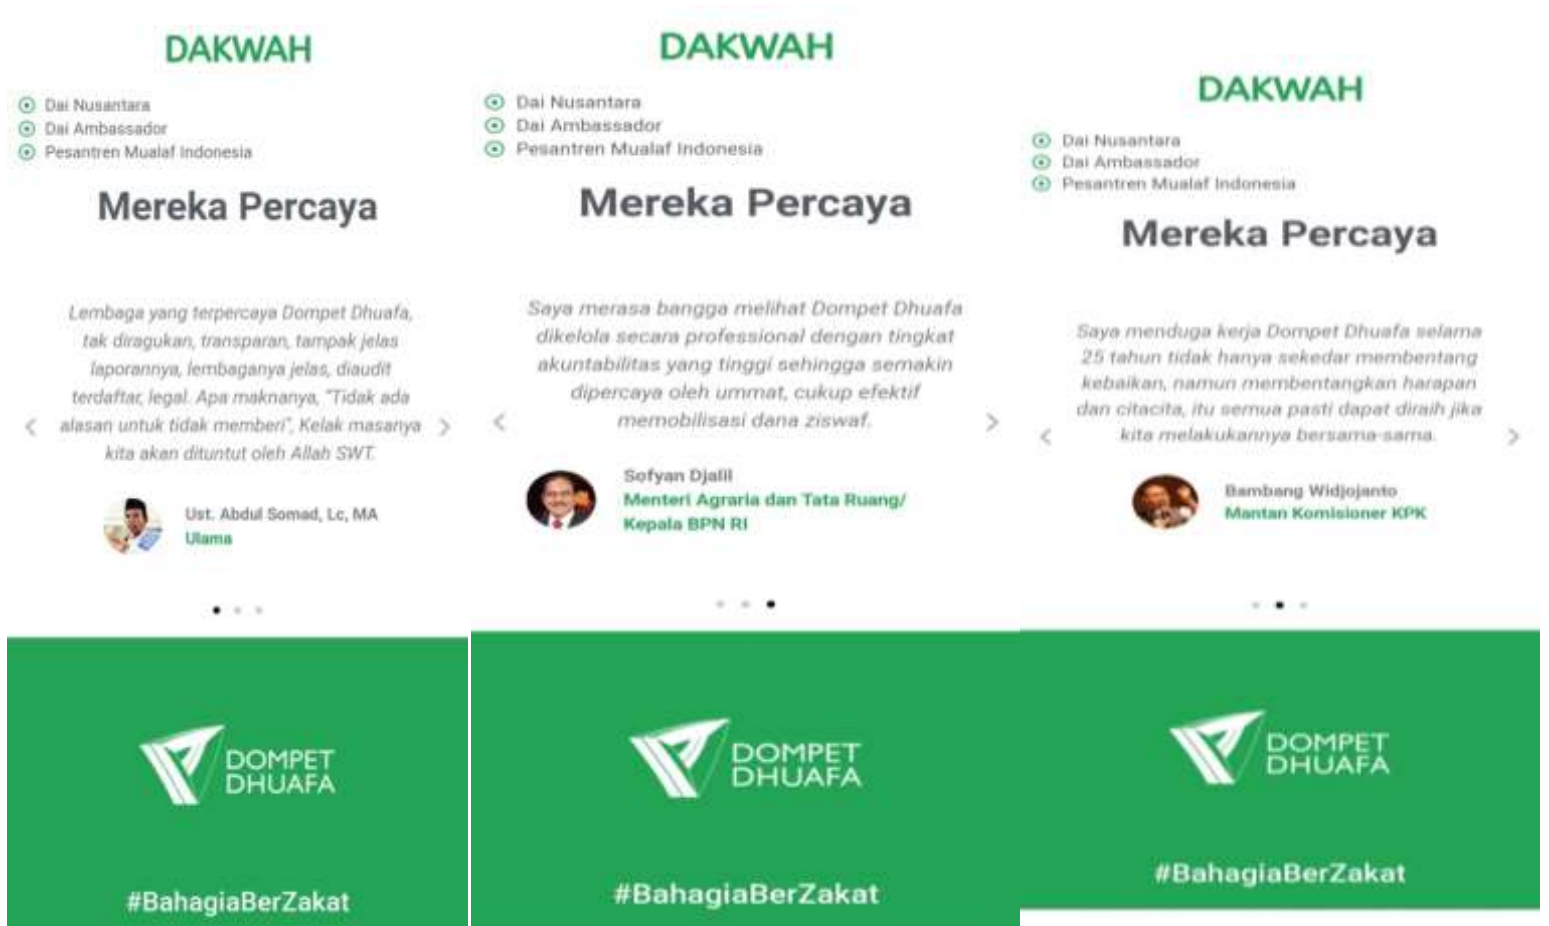 DAKWAH
Dai Nusantara
Dai Ambassador
Pesantren Mualaf Indonesia
Mereka Percaya
Lembaga yang terpercaya Dompet Dhuafa,
tak diragukan, transparan, tampak jelas
laporannya, lembaganya jelas, diaudit
terdaftar, legal. Apa maknanya, "Tidak ada
alasan untuk tidak memberi", Kelak masanya
kita akan dituntut oleh Allah SWT.
Ust. Abdul Somad, Lc, MA
Ulama
DOMPET
DHUAFA
#BahagiaBerZakat
DAKWAH
Dai Nusantara
Dai Ambassador
Pesantren Mualaf Indonesia
Mereka Percaya
Saya merasa bangga melihat Dompet Dhuafa
dikelola secara professional dengan tingkat
akuntabilitas yang tinggi sehingga semakin
dipercaya oleh ummat, cukup efektif
memobilisasi dana ziswaf.
Sofyan Djalil
Menteri Agraria dan Tata Ruang/
Kepala BPN RI
DOMPET
DHUAFA
#BahagiaBerZakat
DAKWAH
Dai Nusantara
Dai Ambassador
Pesantren Mualaf Indonesia
Mereka Percaya
Saya menduga kerja Dompet Dhuafa selama
25 tahun tidak hanya sekedar membentang
kebaikan, namun membentangkan harapan
dan citacita, itu semua pasti dapat diraih jika
kita melakukannya bersama-sama.
Bambang Widjojanto
Mantan Komisioner KPK
DOMPET
DHUAFA
#BahagiaBerZakat